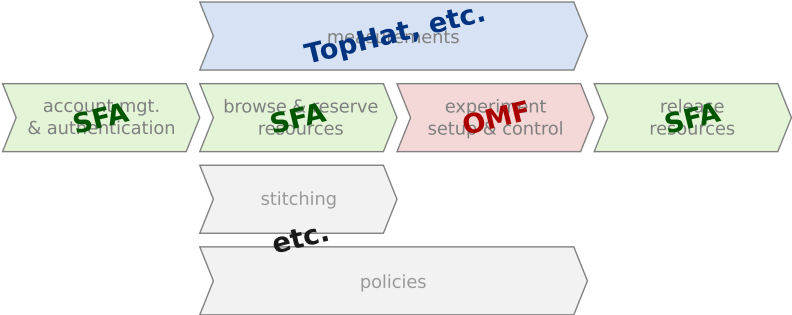 measurements
TopHat, etc.
account mgt.
& authentication
SFA
browse & reserve
resources
SFA
experiment
setup & control
OMF
release
resources
SFA
stitching
etc.
policies